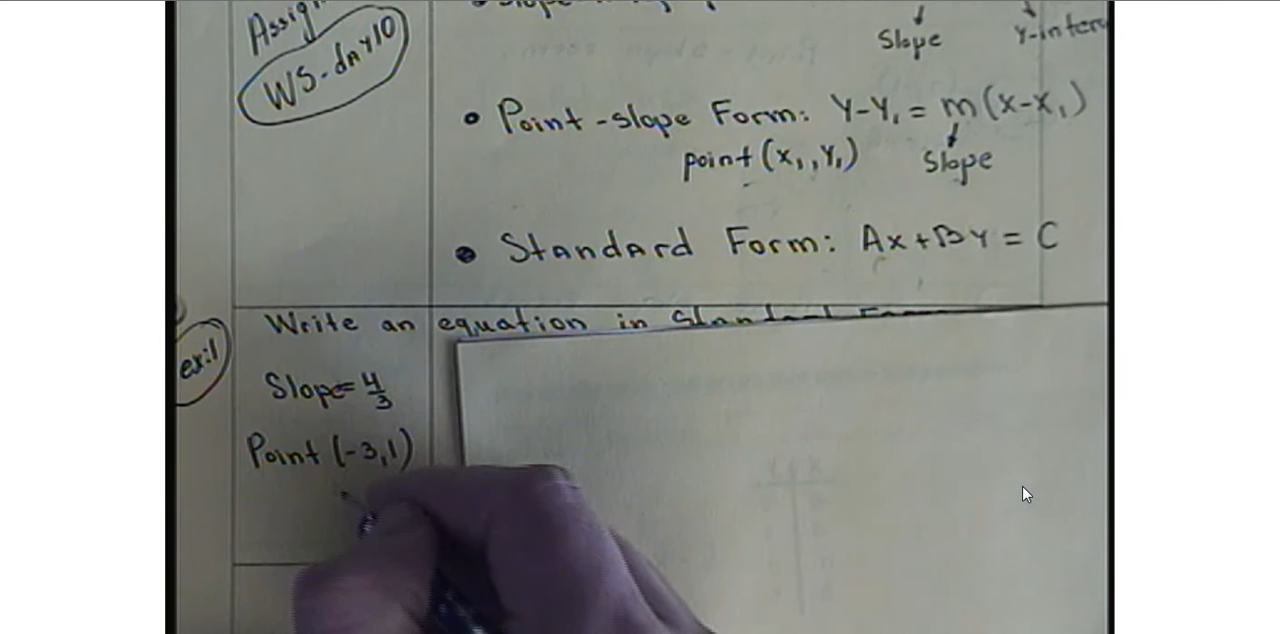 WS-day10
Slope
• Point-slope Form: Y-Y₁ = m(x-x₁)
point (x₁, Y₁) Slope
• Standard Form: Ax+By = C
ex:1
Write an equation in
Slope= 4/3
Point (-3,1)